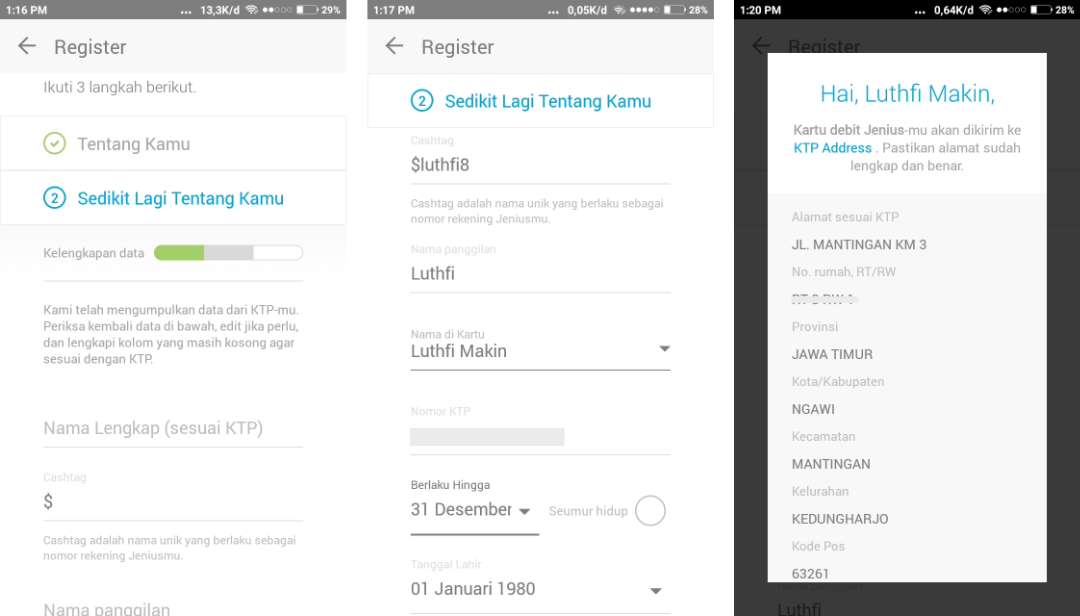 1:16 PM
... 13,3K/d 29%
Register
Ikuti 3 langkah berikut.
Tentang Kamu
2 Sedikit Lagi Tentang Kamu
Kelengkapan data
Kami telah mengumpulkan data dari KTP-mu.
Periksa kembali data di bawah, edit jika perlu,
dan lengkapi kolom yang masih kosong agar
sesuai dengan KTP.
Nama Lengkap (sesuai KTP)
Cashtag
$
Cashtag adalah nama unik yang berlaku sebagai
nomor rekening Jeniusmu.
Nama panggilan
1:17 PM
... 0,05K/d 28%
Register
2 Sedikit Lagi Tentang Kamu
Cashtag
$luthfi8
Cashtag adalah nama unik yang berlaku sebagai
nomor rekening Jeniusmu.
Nama panggilan
Luthfi
Nama di Kartu
Luthfi Makin
Nomor KTP
Berlaku Hingga
31 Desember
Seumur hidup
Tanggal Lahir
01 Januari 1980
1:20 PM
... 0,64K/d 28%
Register
Hai, Luthfi Makin,
Kartu debit Jenius-mu akan dikirim ke
KTP Address . Pastikan alamat sudah
lengkap dan benar.
Alamat sesuai KTP
JL. MANTINGAN KM 3
No. rumah, RT/RW
Provinsi
JAWA TIMUR
Kota/Kabupaten
NGAWI
Kecamatan
MANTINGAN
Kelurahan
KEDUNGHARJO
Kode Pos
63261
Luthfi